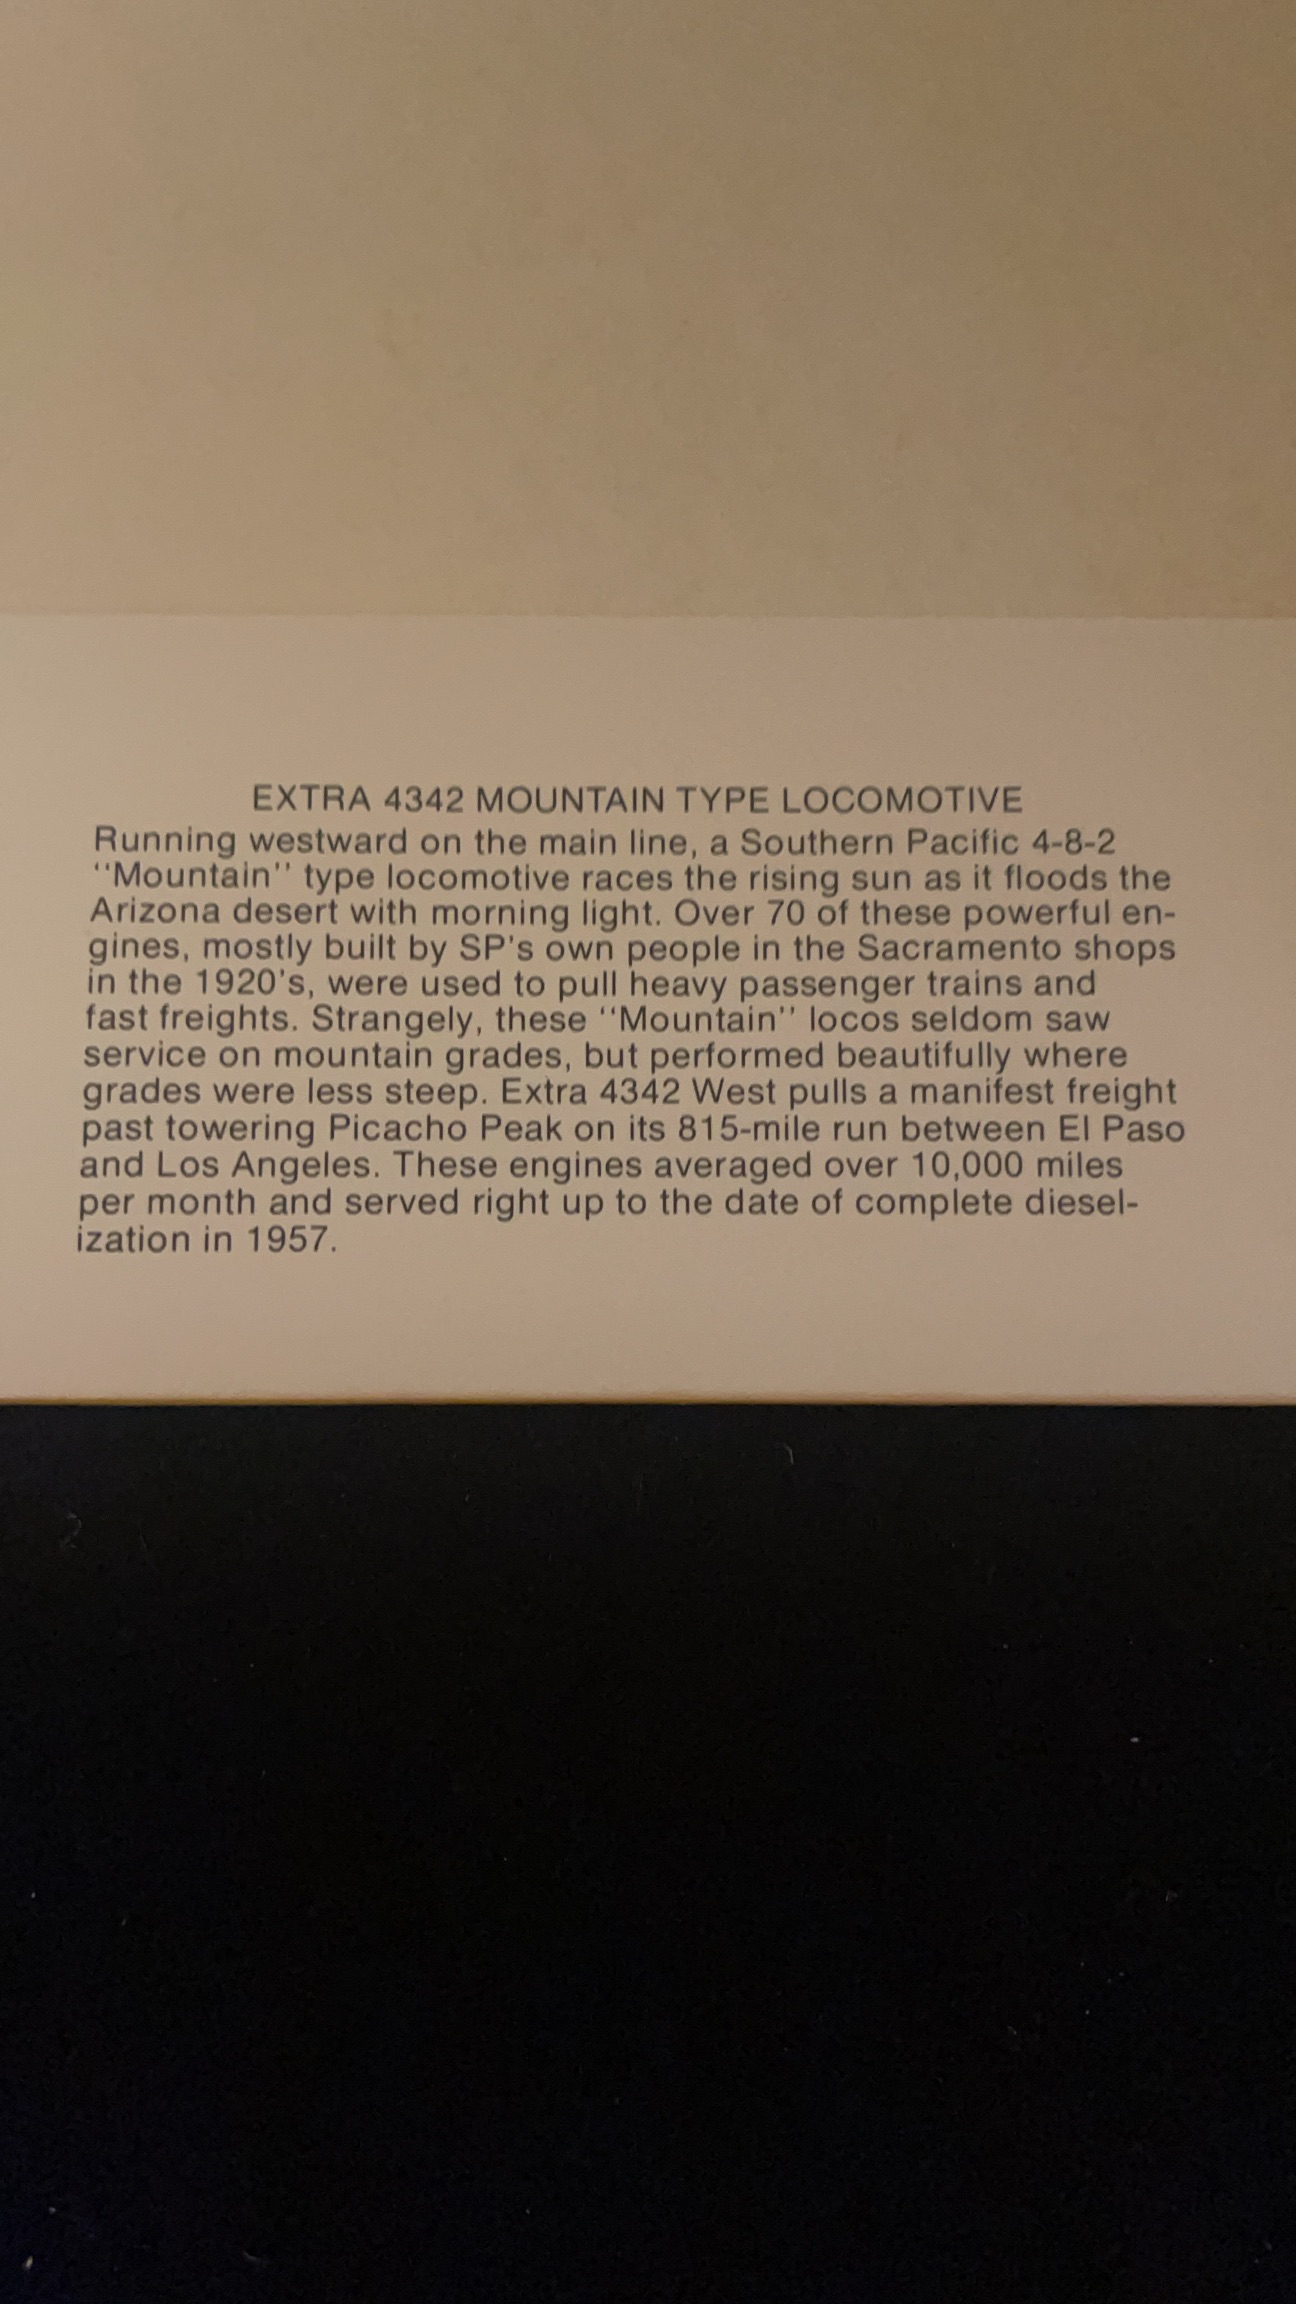 EXTRA 4342 MOUNTAIN TYPE LOCOMOTIVE
Running westward on the main line, a Southern Pacific 4-8-2
‘‘Mountain’’ type locomotive races the rising sun as it floods the
Arizona desert with morning light. Over 70 of these powerful en-
gines, mostly built by SP's own people in the Sacramento shops
in the 1920's, were used to pull heavy passenger trains and
fast freights. Strangely, these ‘‘Mountain’’ locos seldom saw
service on mountain grades, but performed beautifully where
grades were less steep. Extra 4342 West pulls a manifest freight
past towering Picacho Peak on its 815-mile run between El Paso
and Los Angeles. These engines averaged over 10,000 miles
per month and served right up to the date of complete diesel-
ization in 1957.